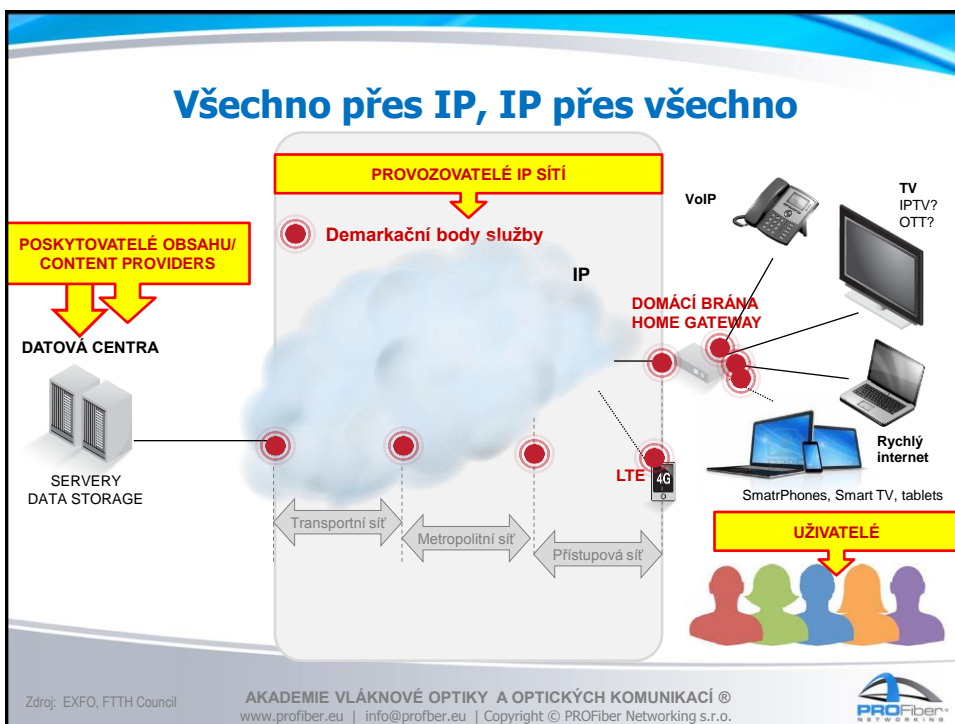 Všechno přes IP, IP přes všechno
PROVOZOVATELÉ IP SÍTÍ
Demarkační body služby
IP
POSKYTOVATELÉ OBSAHU/
CONTENT PROVIDERS
DATOVÁ CENTRA
SERVERY
DATA STORAGE
VoIP
TV
IPTV?
OTT?
DOMÁCÍ BRÁNA
HOME GATEWAY
Rychlý
internet
LTE
4G
SmatrPhones, Smart TV, tablets
Transportní síť
Metropolitní síť
Přístupová síť
UŽIVATELÉ
Zdroj: EXFO, FTTH Council
AKADEMIE VLÁKNOVÉ OPTIKY A OPTICKÝCH KOMUNIKACÍ ®
www.profiber.eu | info@profber.eu | Copyright © PROFiber Networking s.r.o.
PROFiber®
NETWORKING